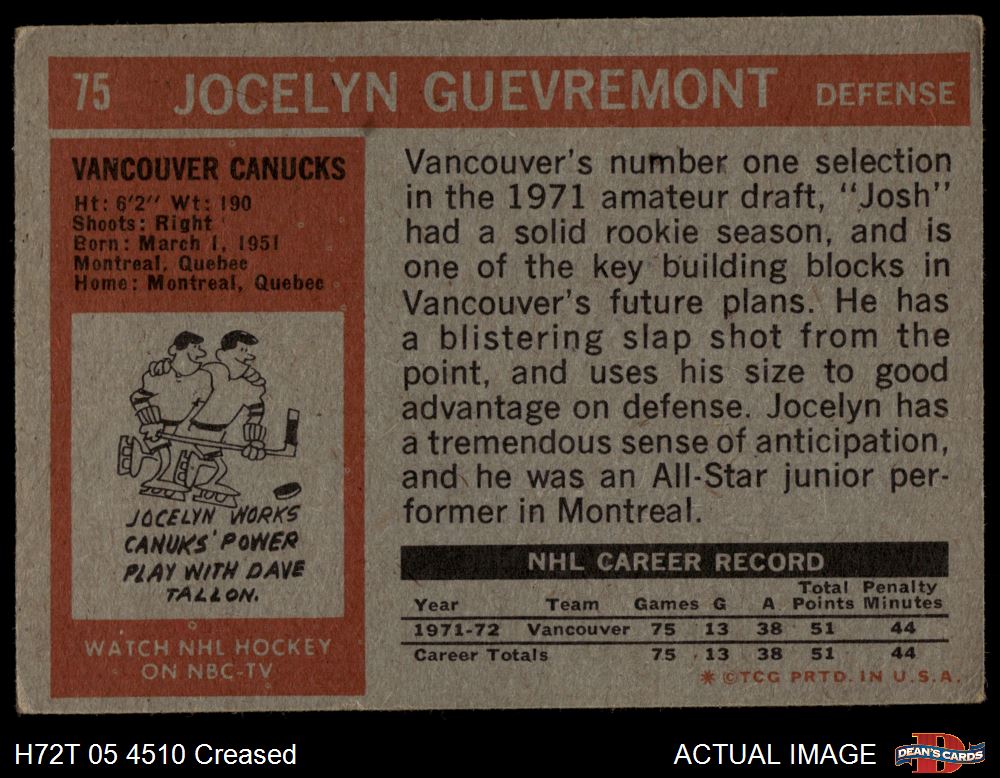 75 JOCELYN GUEVREMONT DEFENSE
VANCOUVER CANUCKS
Ht: 6'2" Wt: 190
Shoots: Right
Born: March 1, 1951
Montreal, Quebec
Home: Montreal, Quebec
JOCELYN WORKS
CANUKS' POWER
PLAY WITH DAVE
TALLON.
WATCH NHL HOCKEY
ON NBC-TV
Vancouver's number one selection
in the 1971 amateur draft, "Josh"
had a solid rookie season, and is
one of the key building blocks in
Vancouver's future plans. He has
a blistering slap shot from the
point, and uses his size to good
advantage on defense. Jocelyn has
a tremendous sense of anticipation,
and he was an All-Star junior per-
former in Montreal.
NHL CAREER RECORD
Total Penalty
Year Team Games G A Points Minutes
1971-72 Vancouver 75 13 38 51 44
Career Totals 75 13 38 51 44
* ©TCG PRTD. IN U.S.A.
H72T 05 4510 Creased
ACTUAL IMAGE
DEAN'S CARDS